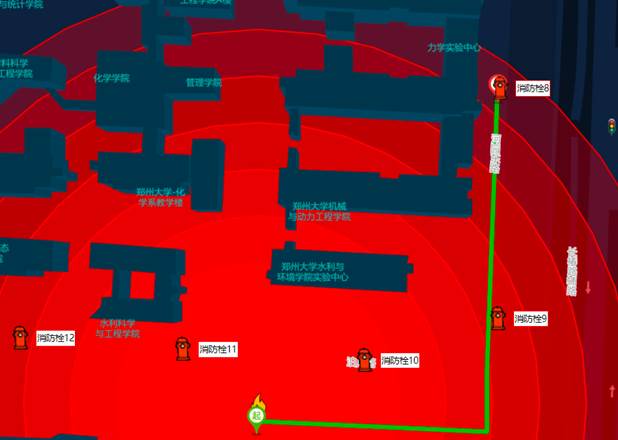 与统计学院
工程学院A楼
力学实验中心
料科学
工程学院
化学学院
管理学院
消防栓8
郑州大学-化
学系教学楼
郑州大学机械
与动力工程学院
态
郑州大学水利与
环境学院实验中心
水利科学
与工程学院
消防栓9
消防栓12
消防栓11
消防栓10
起